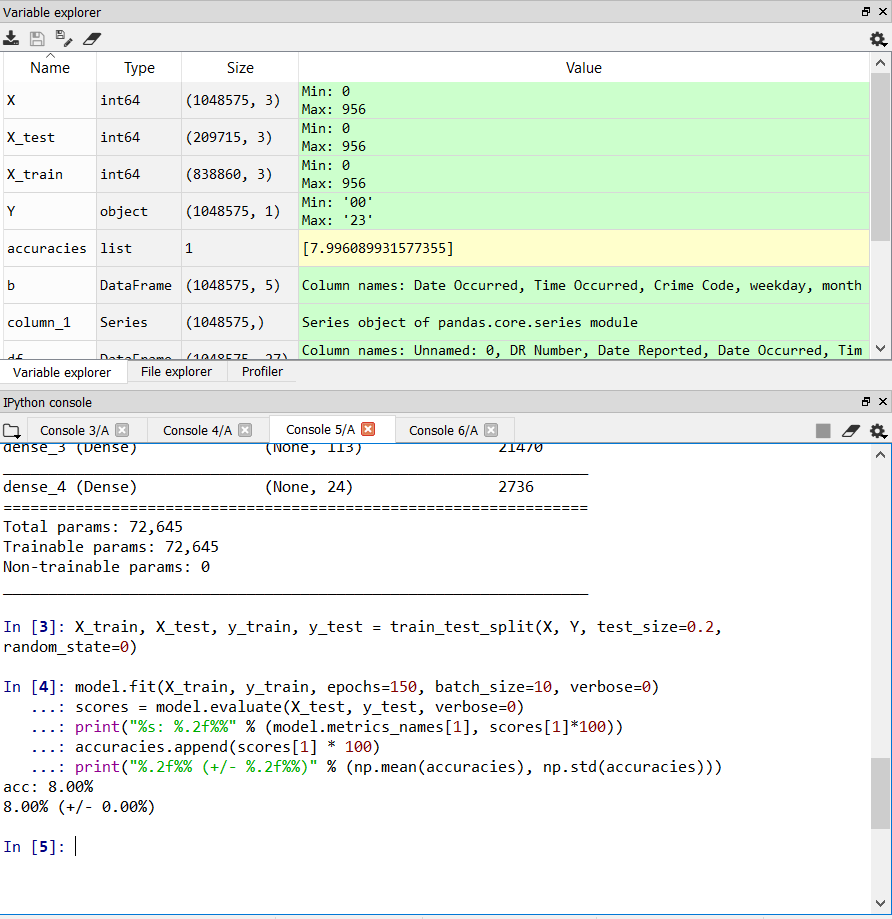 Variable explorer
Name Type Size Value
X int64 (1048575, 3) Min: 0
Max: 956
X_test int64 (209715, 3) Min: 0
Max: 956
X_train int64 (838860, 3) Min: 0
Max: 956
Y object (1048575, 1) Min: '00'
Max: '23'
accuracies list 1 [7.996089931577355]
b DataFrame (1048575, 5) Column names: Date Occurred, Time Occurred, Crime Code, weekday, month
column_1 Series (1048575,) Series object of pandas.core.series module
df DataFrame (1048575, 27) Column names: Unnamed: 0, DR Number, Date Reported, Date Occurred, Tim
Variable explorer File explorer Profiler
IPython console
Console 3/A Console 4/A Console 5/A Console 6/A
dense_3 (Dense) (None, 113) 21470
dense_4 (Dense) (None, 24) 2736
=================================================================
Total params: 72,645
Trainable params: 72,645
Non-trainable params: 0
In [3]: X_train, X_test, y_train, y_test = train_test_split(X, Y, test_size=0.2,
random_state=0)
In [4]: model.fit(X_train, y_train, epochs=150, batch_size=10, verbose=0)
...: scores = model.evaluate(X_test, y_test, verbose=0)
...: print("%s: %.2f%%" % (model.metrics_names[1], scores[1]*100))
...: accuracies.append(scores[1] * 100)
...: print("%.2f%% (+/- %.2f%%)" % (np.mean(accuracies), np.std(accuracies)))
acc: 8.00%
8.00% (+/- 0.00%)
In [5]: